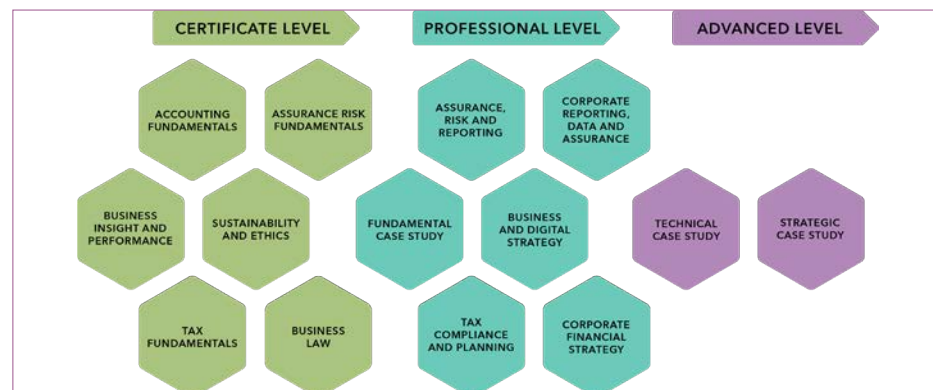 CERTIFICATE LEVEL
PROFESSIONAL LEVEL
ADVANCED LEVEL
ACCOUNTING
FUNDAMENTALS
ASSURANCE RISK
FUNDAMENTALS
ASSURANCE,
RISK AND
REPORTING
CORPORATE
REPORTING,
DATA AND
ASSURANCE
BUSINESS
INSIGHT AND
PERFORMANCE
SUSTAINABILITY
AND ETHICS
FUNDAMENTAL
CASE STUDY
BUSINESS
AND DIGITAL
STRATEGY
TECHNICAL
CASE STUDY
STRATEGIC
CASE STUDY
TAX
FUNDAMENTALS
BUSINESS
LAW
TAX
COMPLIANCE
AND PLANNING
CORPORATE
FINANCIAL
STRATEGY